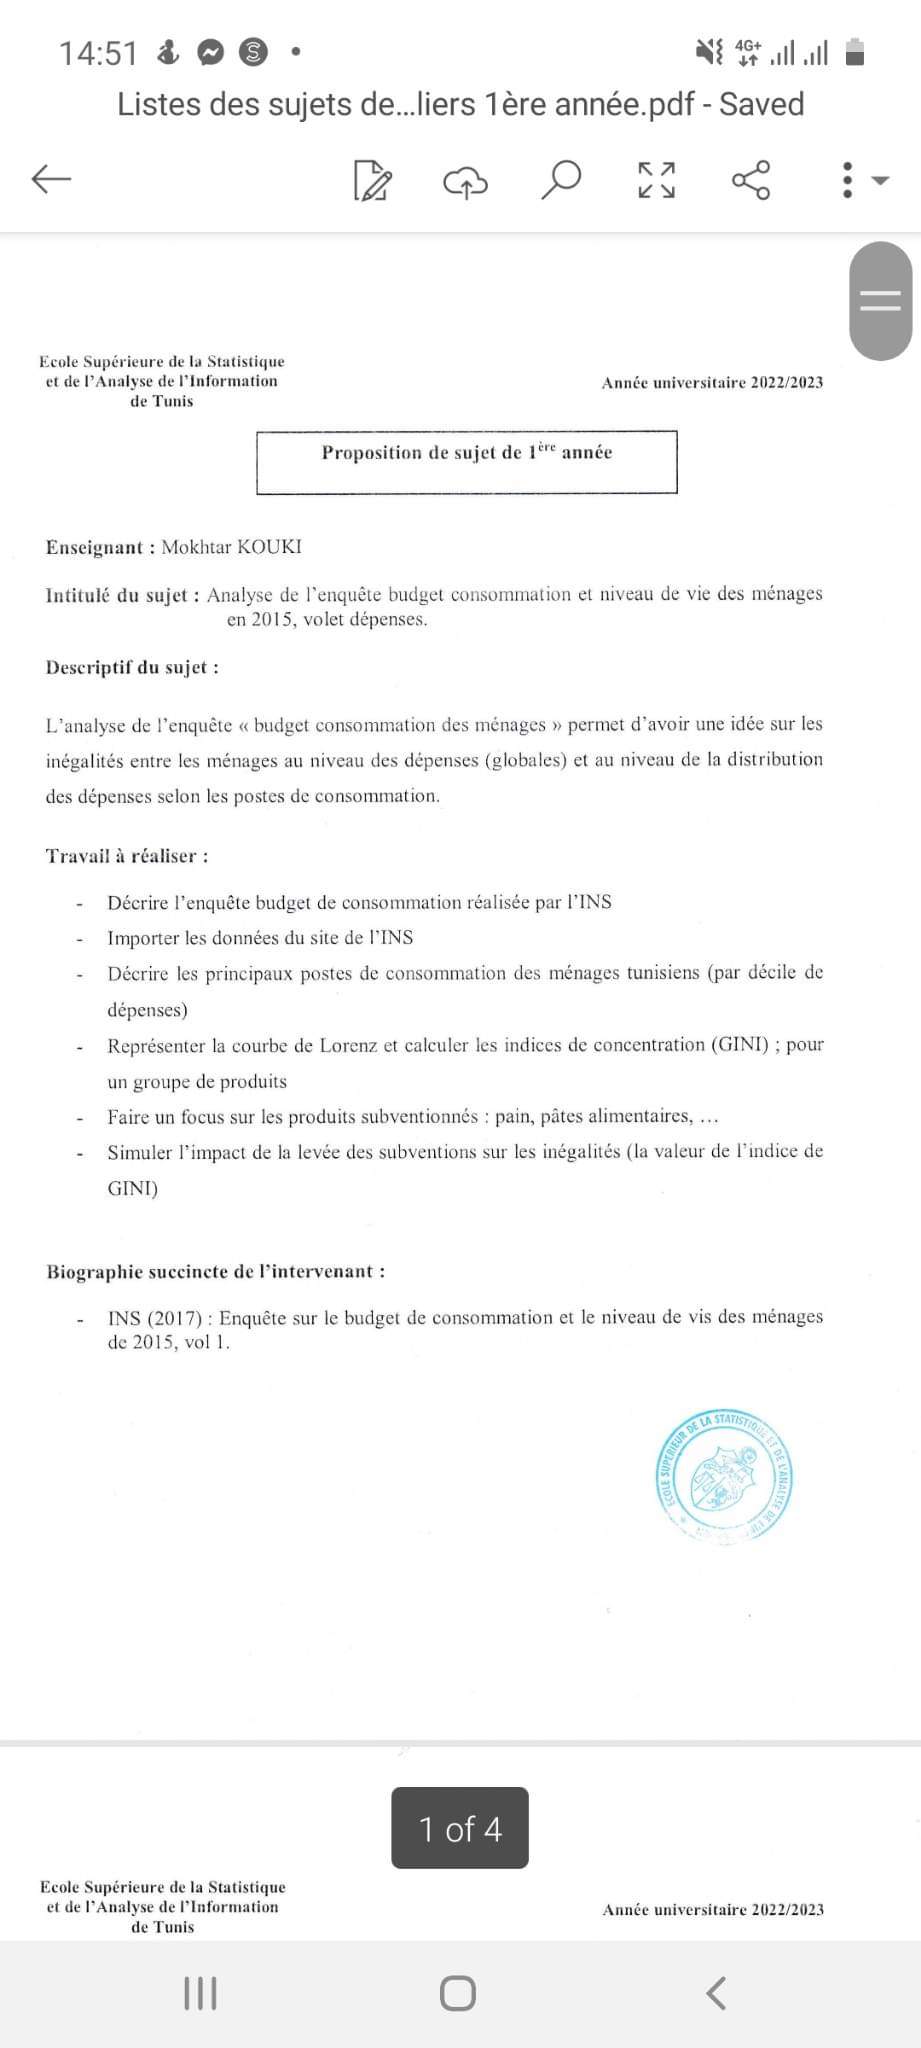 14:51
4G+
Listes des sujets de...liers 1ère année.pdf - Saved
Ecole Supérieure de la Statistique
et de l'Analyse de l'Information
de Tunis
Année universitaire 2022/2023
Proposition de sujet de 1ère année
Enseignant : Mokhtar KOUKI
Intitulé du sujet : Analyse de l'enquête budget consommation et niveau de vie des ménages
en 2015, volet dépenses.
Descriptif du sujet :
L'analyse de l'enquête « budget consommation des ménages » permet d'avoir une idée sur les
inégalités entre les ménages au niveau des dépenses (globales) et au niveau de la distribution
des dépenses selon les postes de consommation.
Travail à réaliser :
- Décrire l'enquête budget de consommation réalisée par l'INS
- Importer les données du site de l'INS
- Décrire les principaux postes de consommation des ménages tunisiens (par décile de
dépenses)
- Représenter la courbe de Lorenz et calculer les indices de concentration (GINI) ; pour
un groupe de produits
- Faire un focus sur les produits subventionnés : pain, pâtes alimentaires, …
- Simuler l'impact de la levée des subventions sur les inégalités (la valeur de l'indice de
GINI)
Biographie succincte de l'intervenant :
- INS (2017) : Enquête sur le budget de consommation et le niveau de vis des ménages
de 2015, vol 1.
ECOLE SUPERIEUR DE LA STATISTIQUE ET DE L'ANALYSE DE
1 of 4
Ecole Supérieure de la Statistique
et de l'Analyse de l'Information
de Tunis
Année universitaire 2022/2023